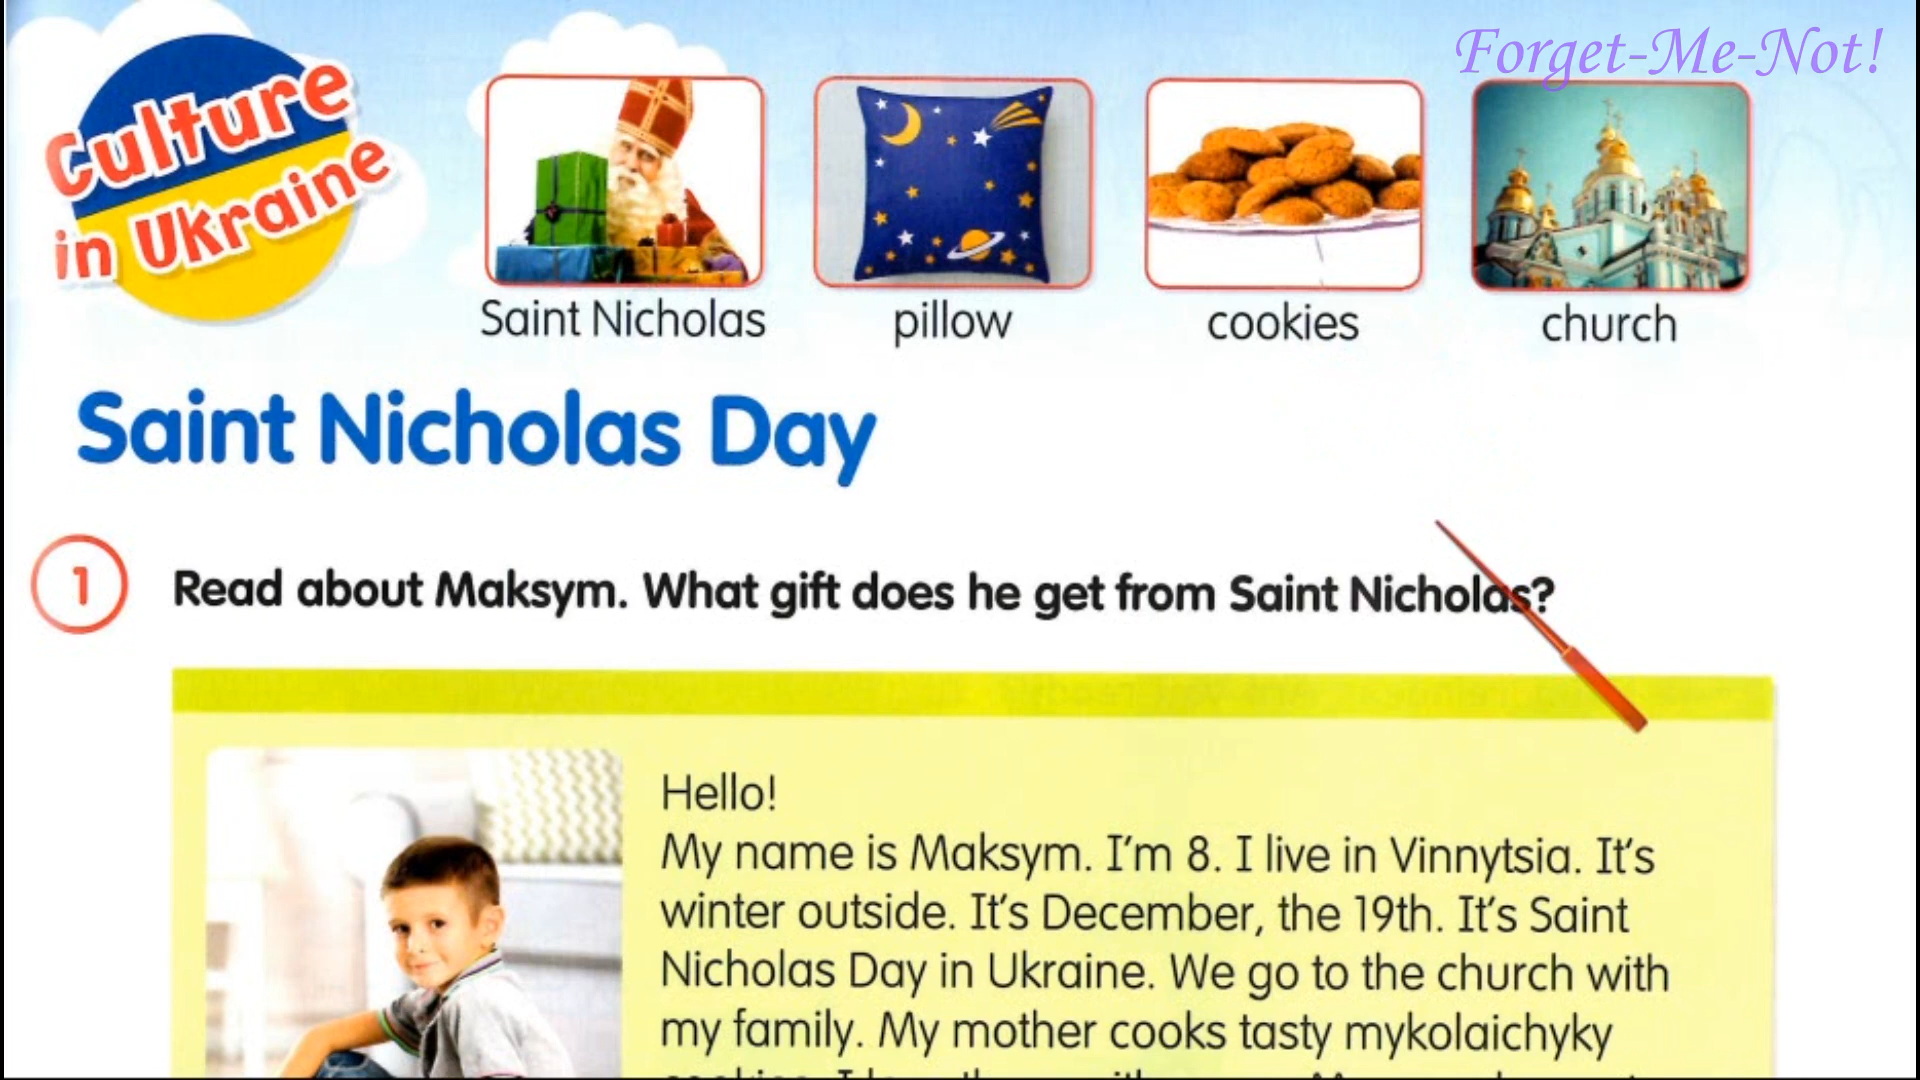 Forget-Me-Not!
Culture
in Ukraine
Saint Nicholas
pillow
cookies
church
Saint Nicholas Day
1
Read about Maksym. What gift does he get from Saint Nicholas?
Hello!
My name is Maksym. I'm 8. I live in Vinnytsia. It's
winter outside. It's December, the 19th. It's Saint
Nicholas Day in Ukraine. We go to the church with
my family. My mother cooks tasty mykolaichyky